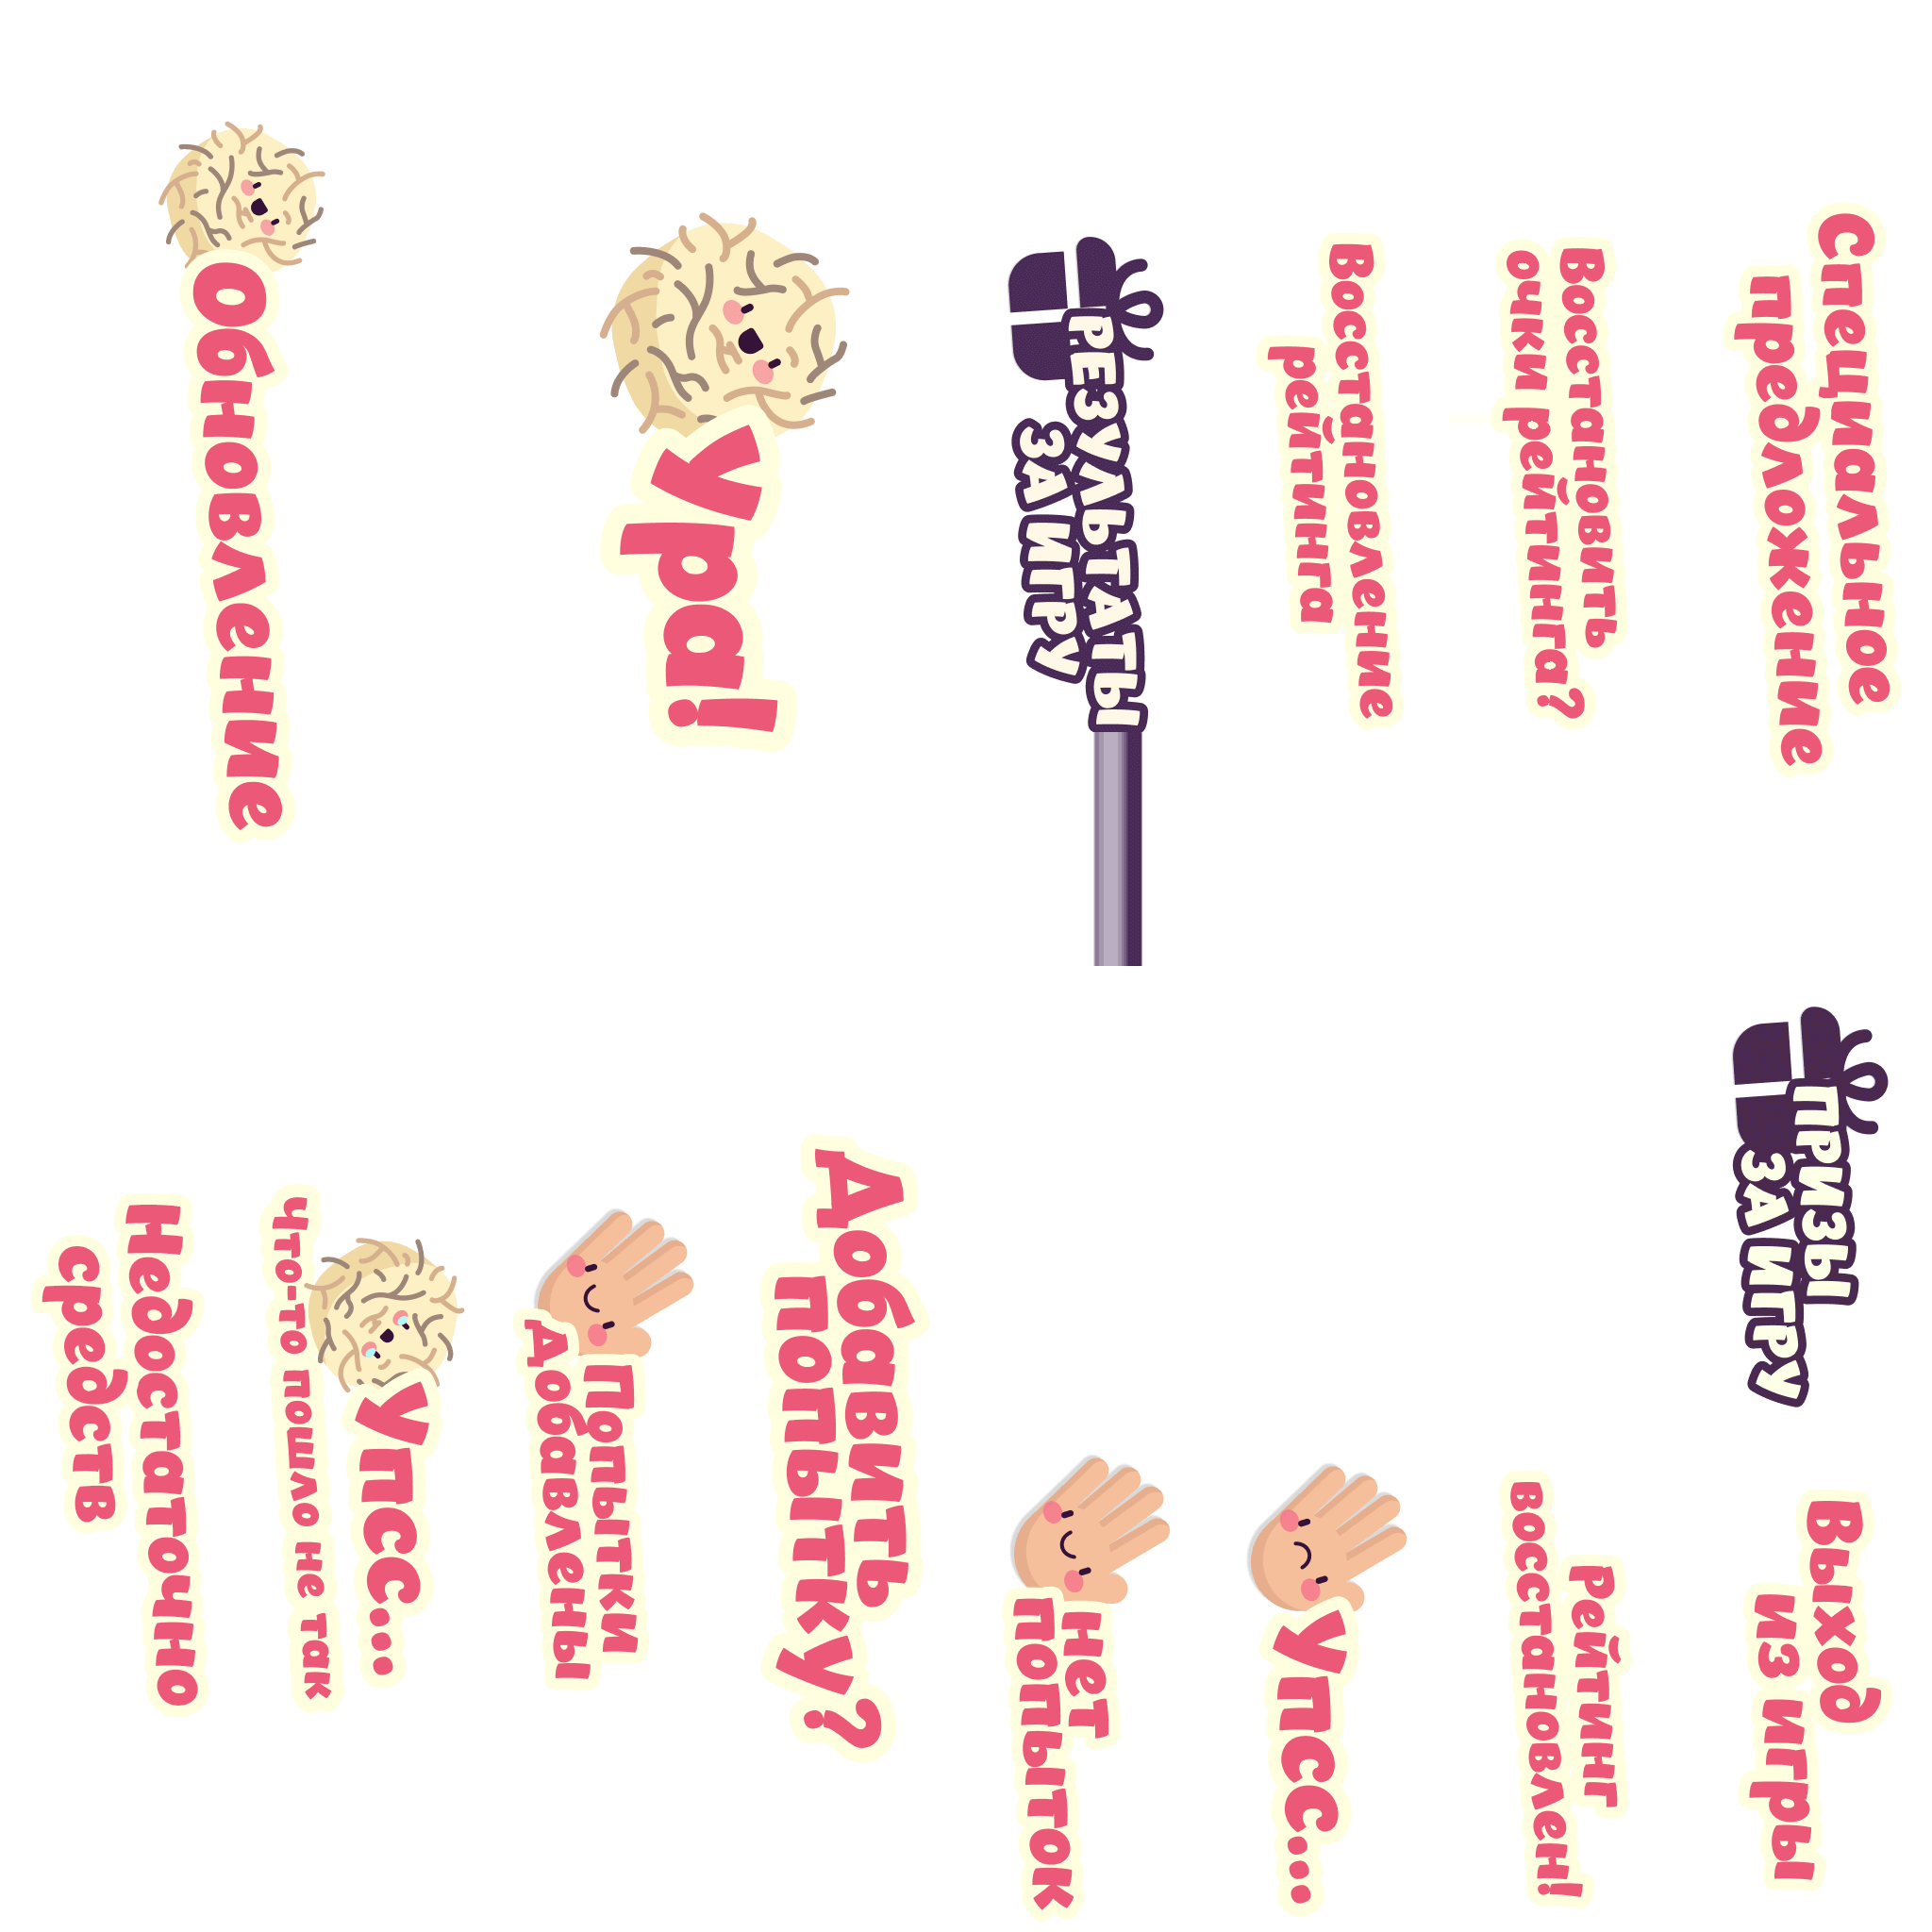 Обновление
Ура!
РЕЗУЛЬТАТЫ
ЗА ИГРУ
Восстановление
рейтинга
Восстановить
очки рейтинга?
Специальное
предложение
Недостаточно
средств
Упсс...
что-то пошло не так
Попытки
Добавлены
Добавить
попытку?
нет
попыток
Упсс...
рейтинг
восстановлен!
Выход
из игры
ПРИЗЫ
ЗА ИГРУ